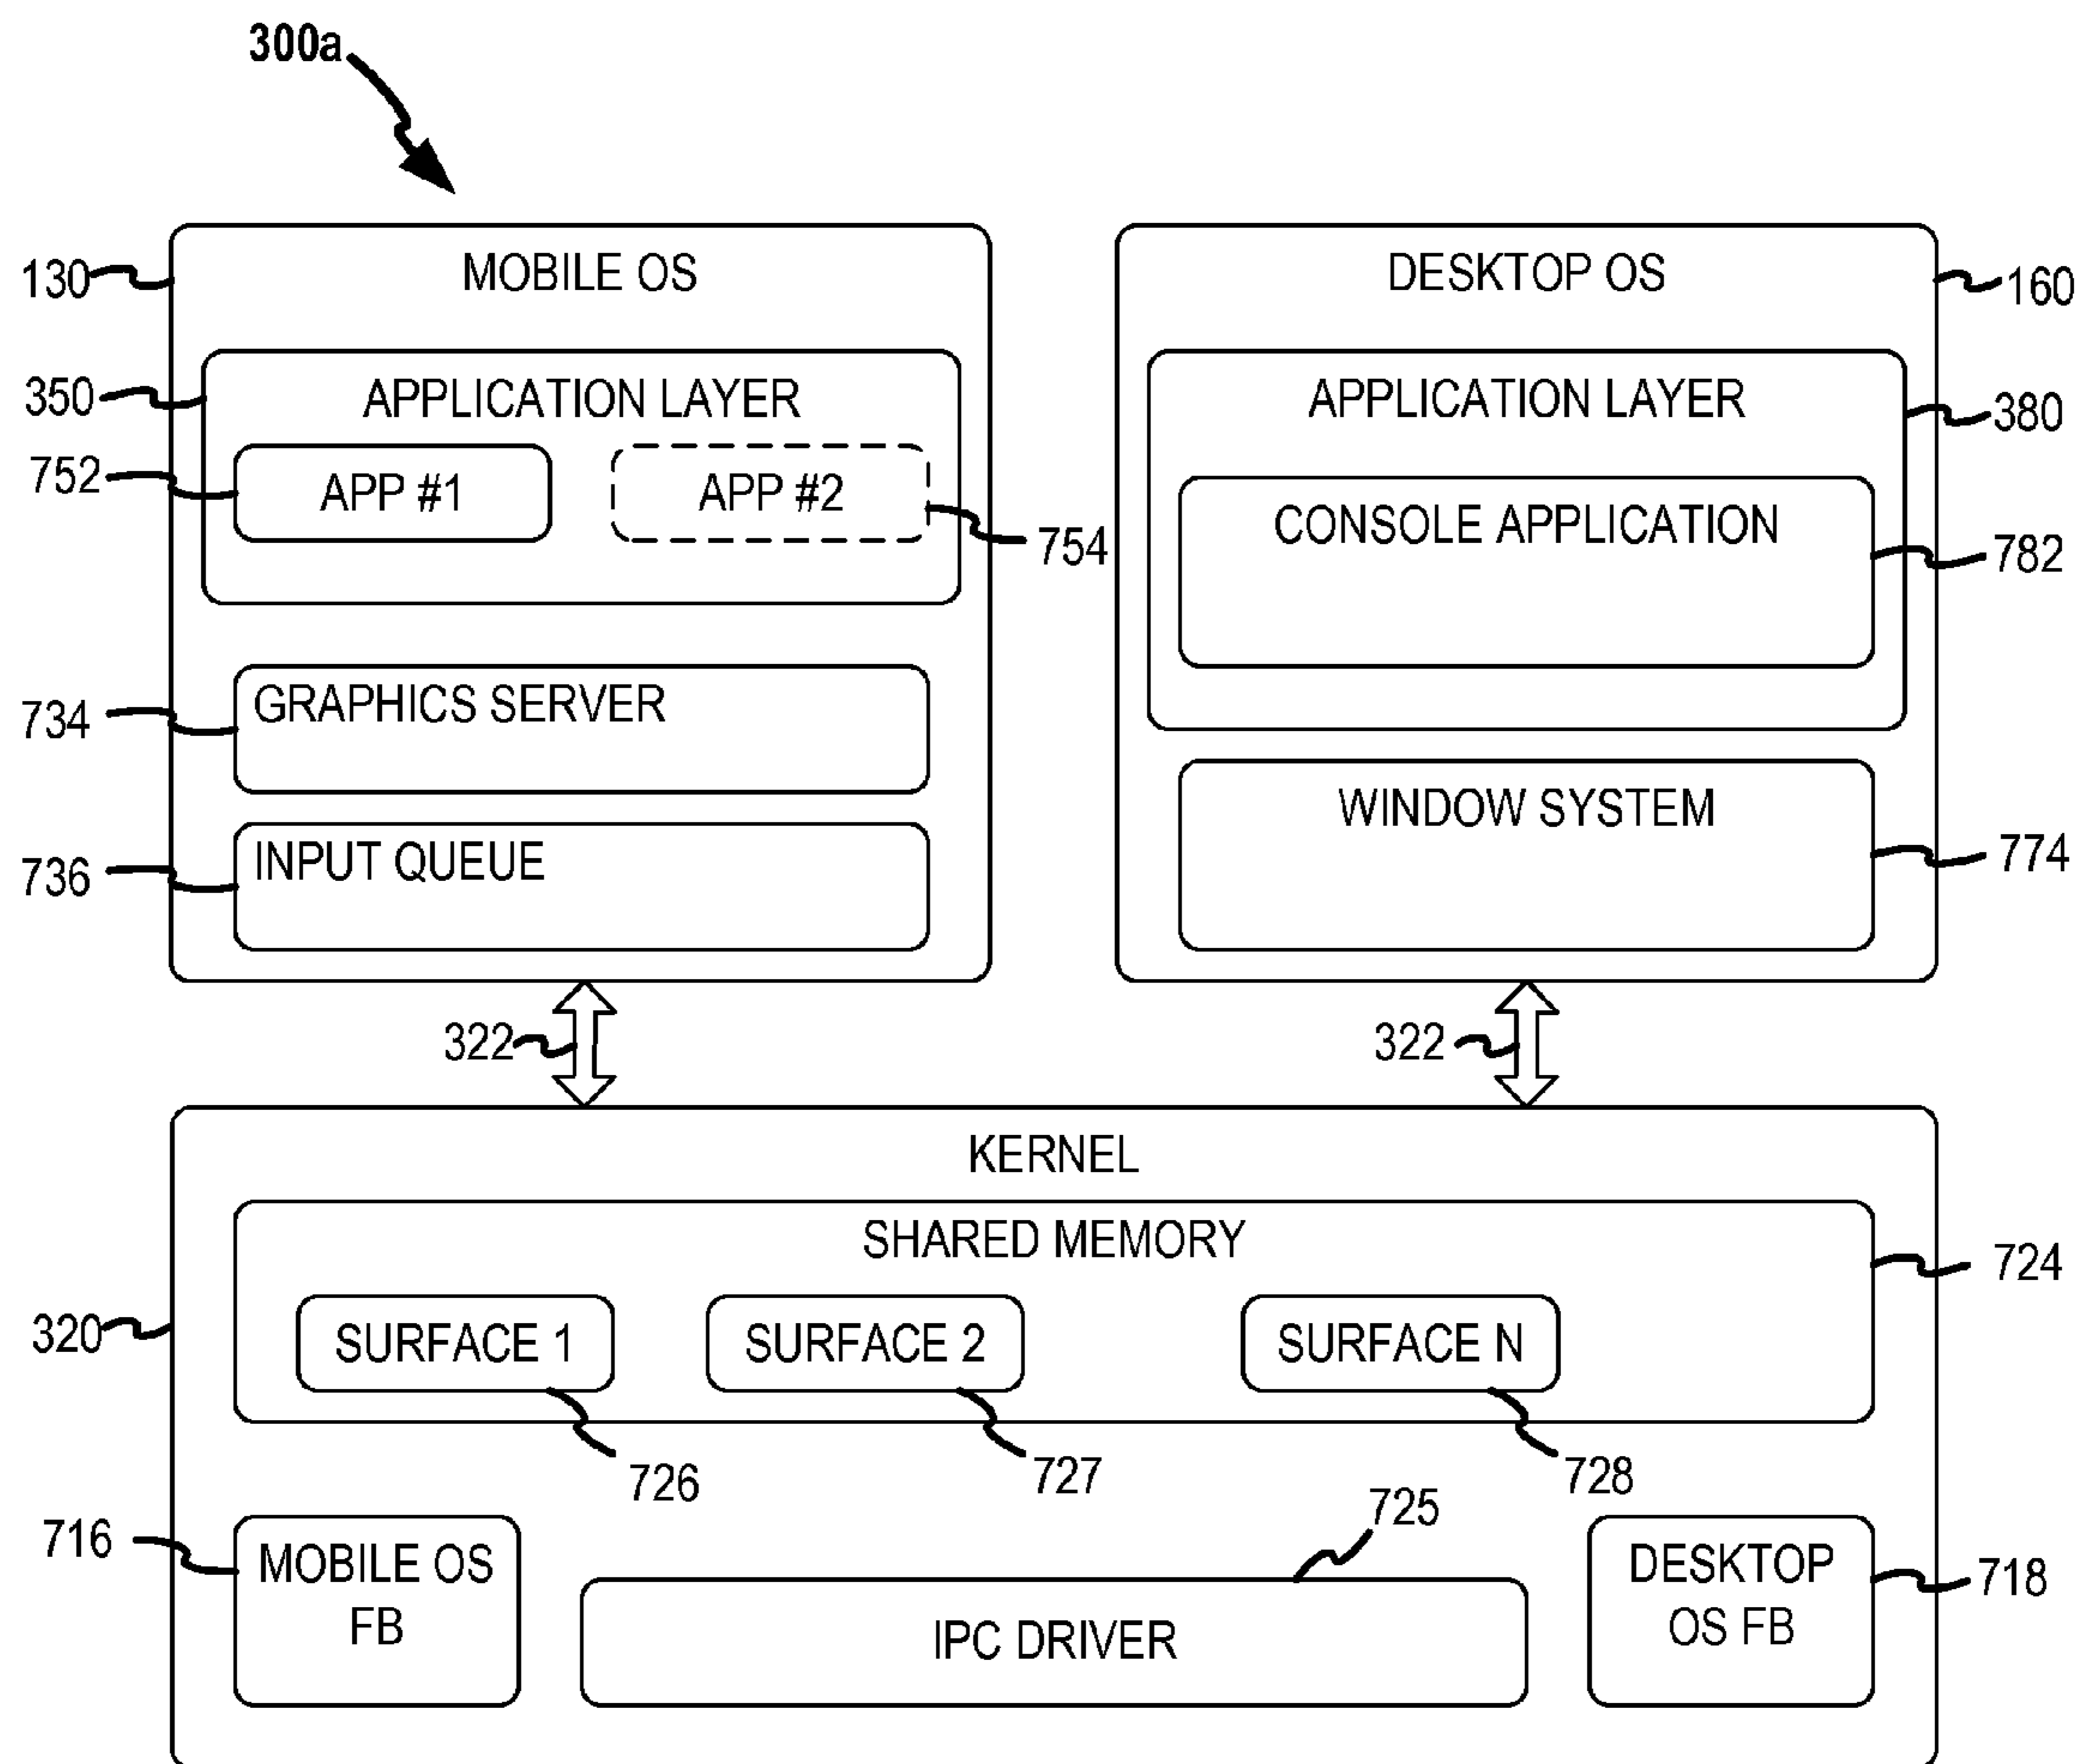 300a
MOBILE OS
DESKTOP OS
130
160
APPLICATION LAYER
APPLICATION LAYER
350
380
752
APP #1
APP #2
754
CONSOLE APPLICATION
782
GRAPHICS SERVER
734
WINDOW SYSTEM
INPUT QUEUE
736
774
322
322
KERNEL
SHARED MEMORY
724
320
SURFACE 1
SURFACE 2
SURFACE N
726
727
728
725
716
MOBILE OS
FB
IPC DRIVER
DESKTOP
OS FB
718